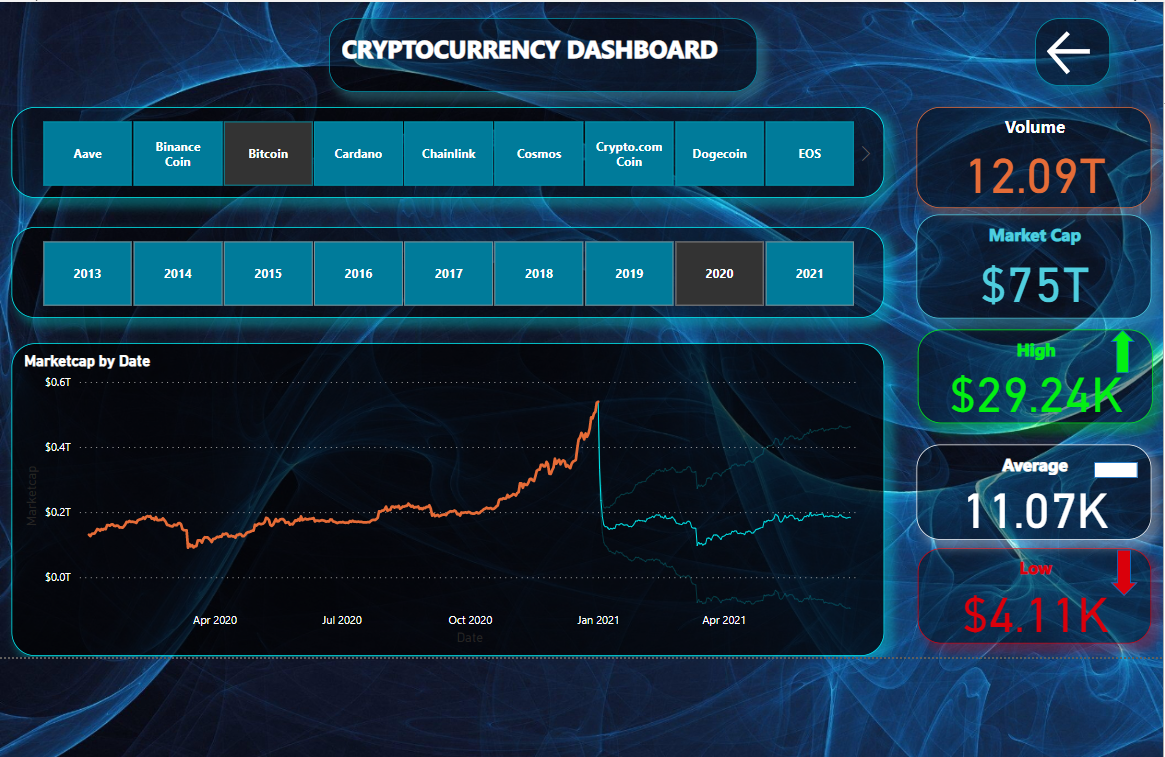 CRYPTOCURRENCY DASHBOARD
Aave
Binance
Coin
Bitcoin
Cardano
Chainlink
Cosmos
Crypto.com
Coin
Dogecoin
EOS
2013
2014
2015
2016
2017
2018
2019
2020
2021
Marketcap by Date
$0.6T
$0.4T
$0.2T
$0.0T
Marketcap
Apr 2020
Jul 2020
Oct 2020
Jan 2021
Apr 2021
Date
Volume
12.09T
Market Cap
$75T
High
$29.24K
Average
11.07K
Low
$4.11K